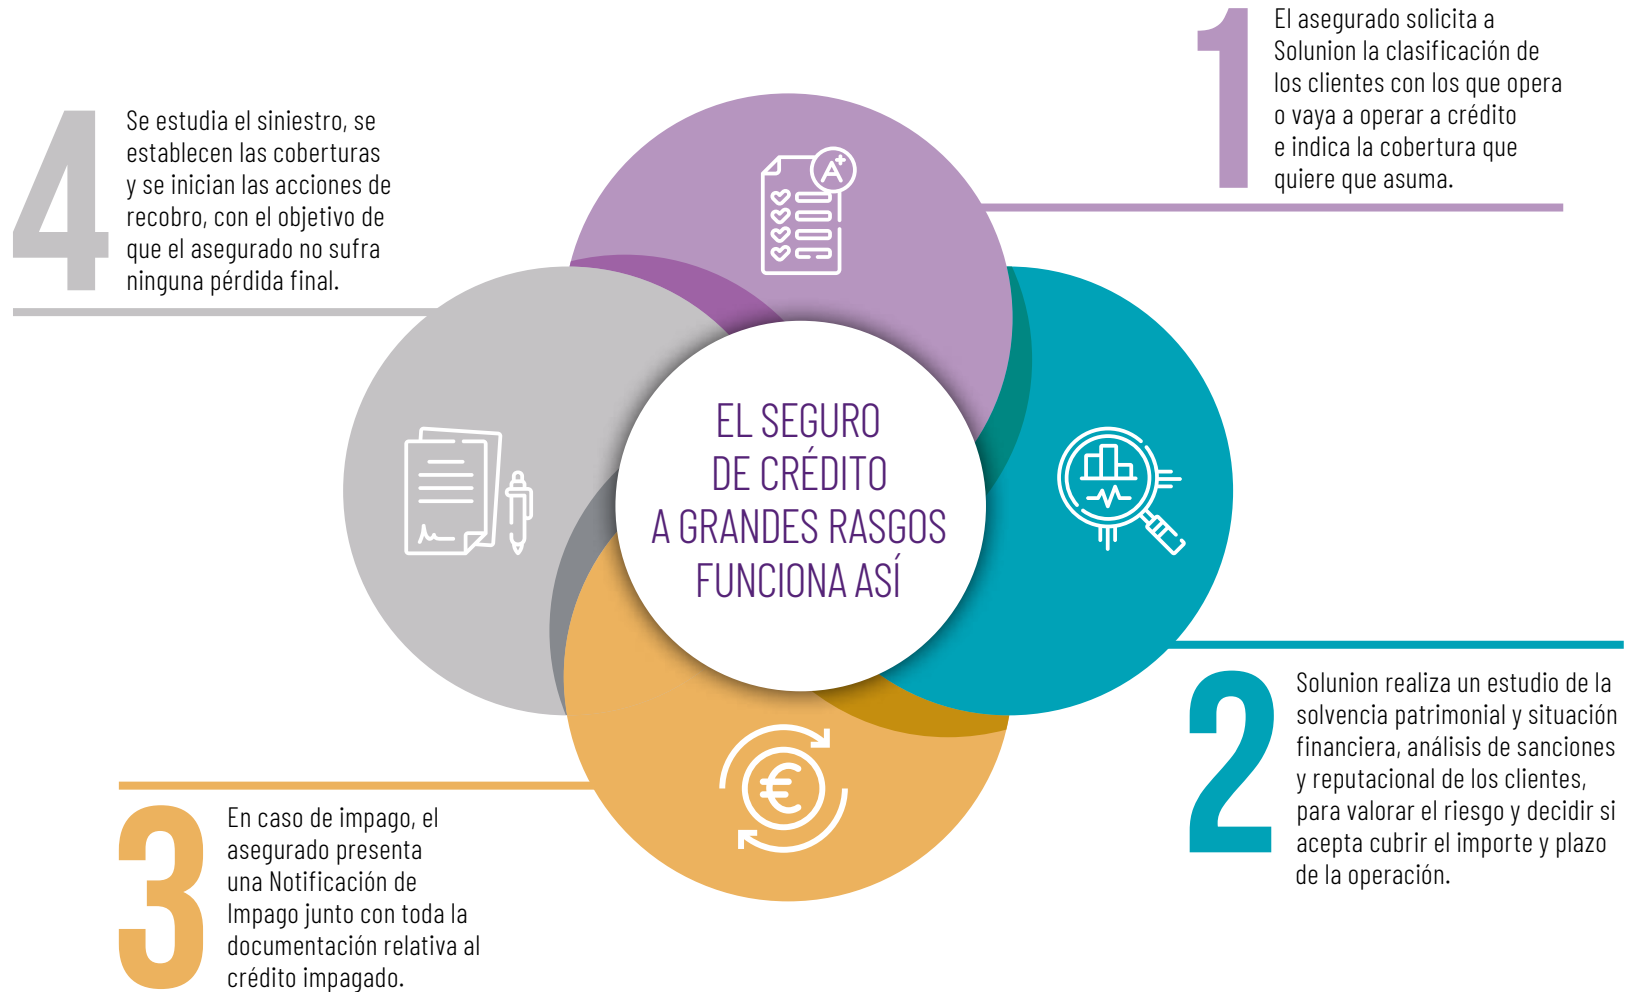 1
El asegurado solicita a
Solunion la clasificación de
los clientes con los que opera
o vaya a operar a crédito
e indica la cobertura que
quiere que asuma.
4
Se estudia el siniestro, se
establecen las coberturas
y se inician las acciones de
recobro, con el objetivo de
que el asegurado no sufra
ninguna pérdida final.
A+
EL SEGURO
DE CRÉDITO
A GRANDES RASGOS
FUNCIONA ASÍ
2
Solunion realiza un estudio de la
solvencia patrimonial y situación
financiera, análisis de sanciones
y reputacional de los clientes,
para valorar el riesgo y decidir si
acepta cubrir el importe y plazo
de la operación.
€
3
En caso de impago, el
asegurado presenta
una Notificación de
Impago junto con toda la
documentación relativa al
crédito impagado.